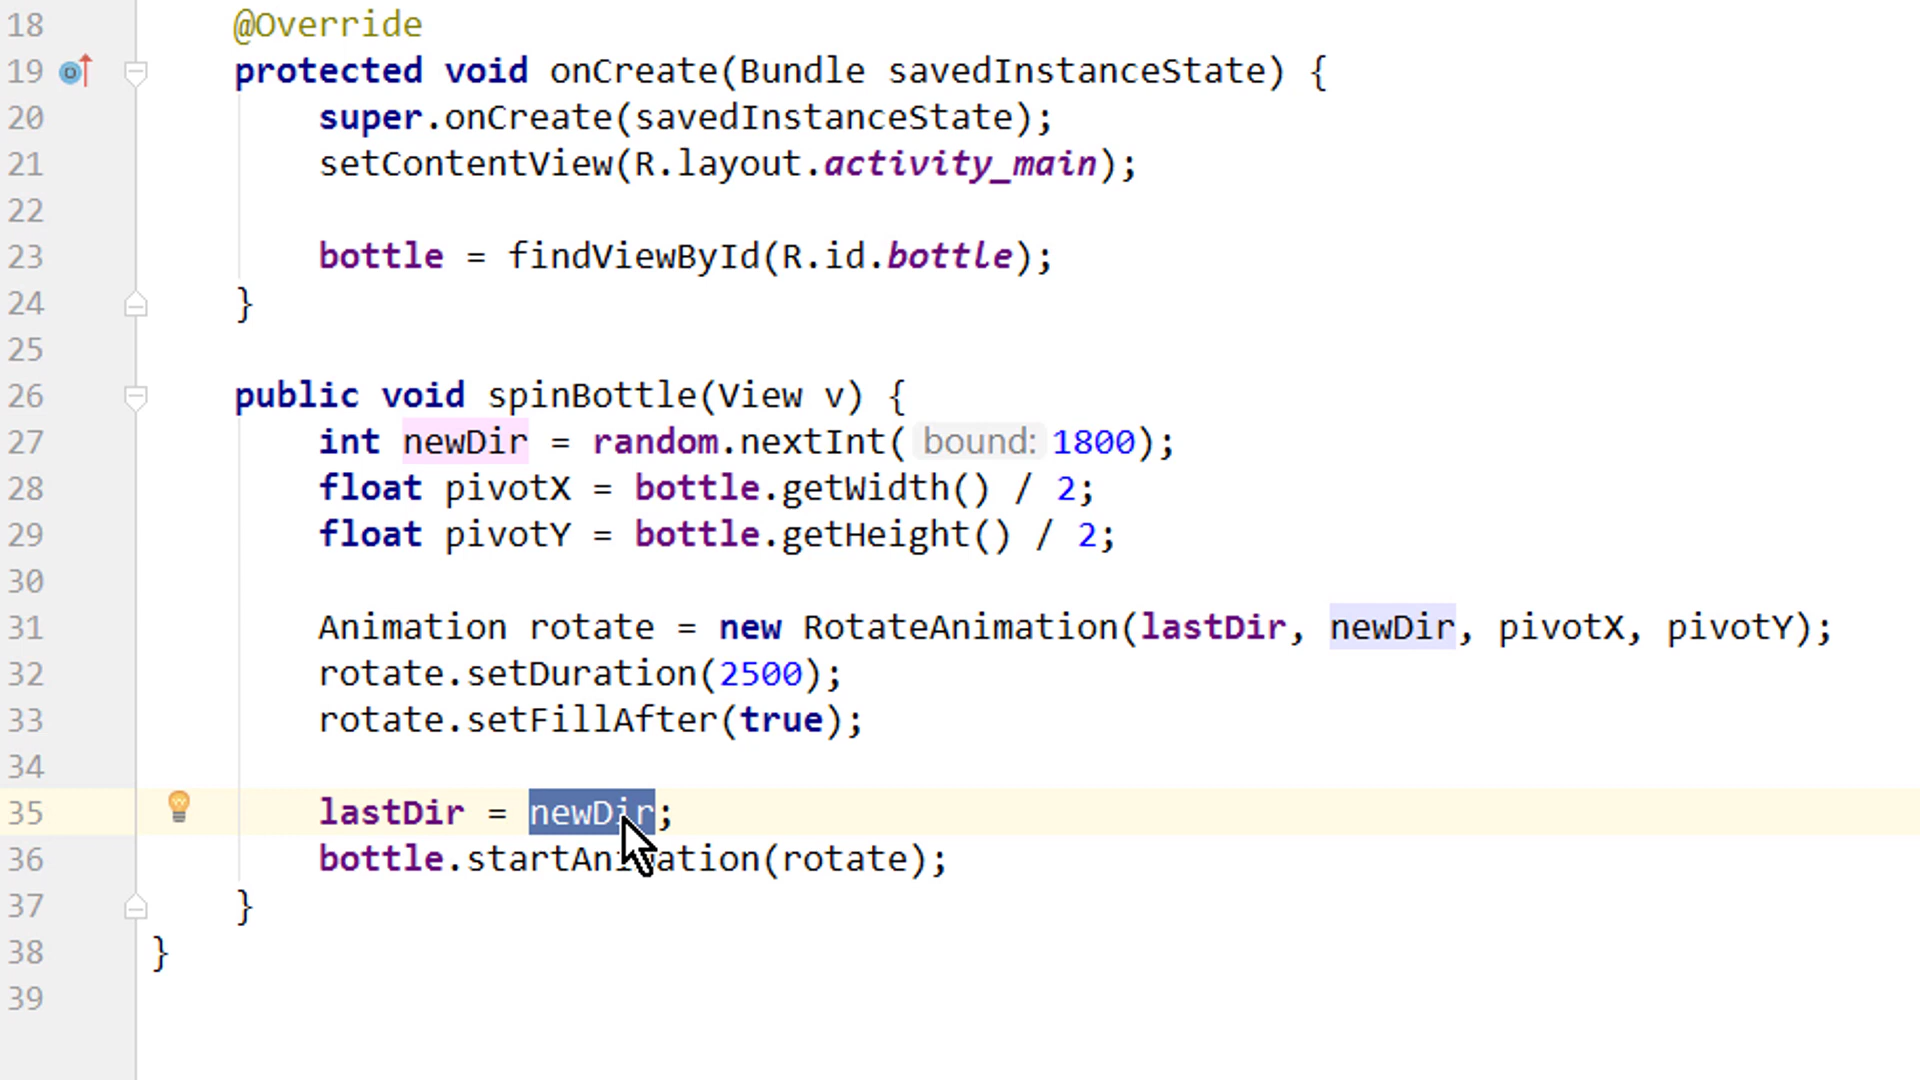 18 @Override
19 protected void onCreate(Bundle savedInstanceState) {
20 super.onCreate(savedInstanceState);
21 setContentView(R.layout.activity_main);
22
23 bottle = findViewById(R.id.bottle);
24 }
25
26 public void spinBottle(View v) {
27 int newDir = random.nextInt( bound: 1800);
28 float pivotX = bottle.getWidth() / 2;
29 float pivotY = bottle.getHeight() / 2;
30
31 Animation rotate = new RotateAnimation(lastDir, newDir, pivotX, pivotY);
32 rotate.setDuration(2500);
33 rotate.setFillAfter(true);
34
35 lastDir = newDir;
36 bottle.startAnimation(rotate);
37 }
38 }
39